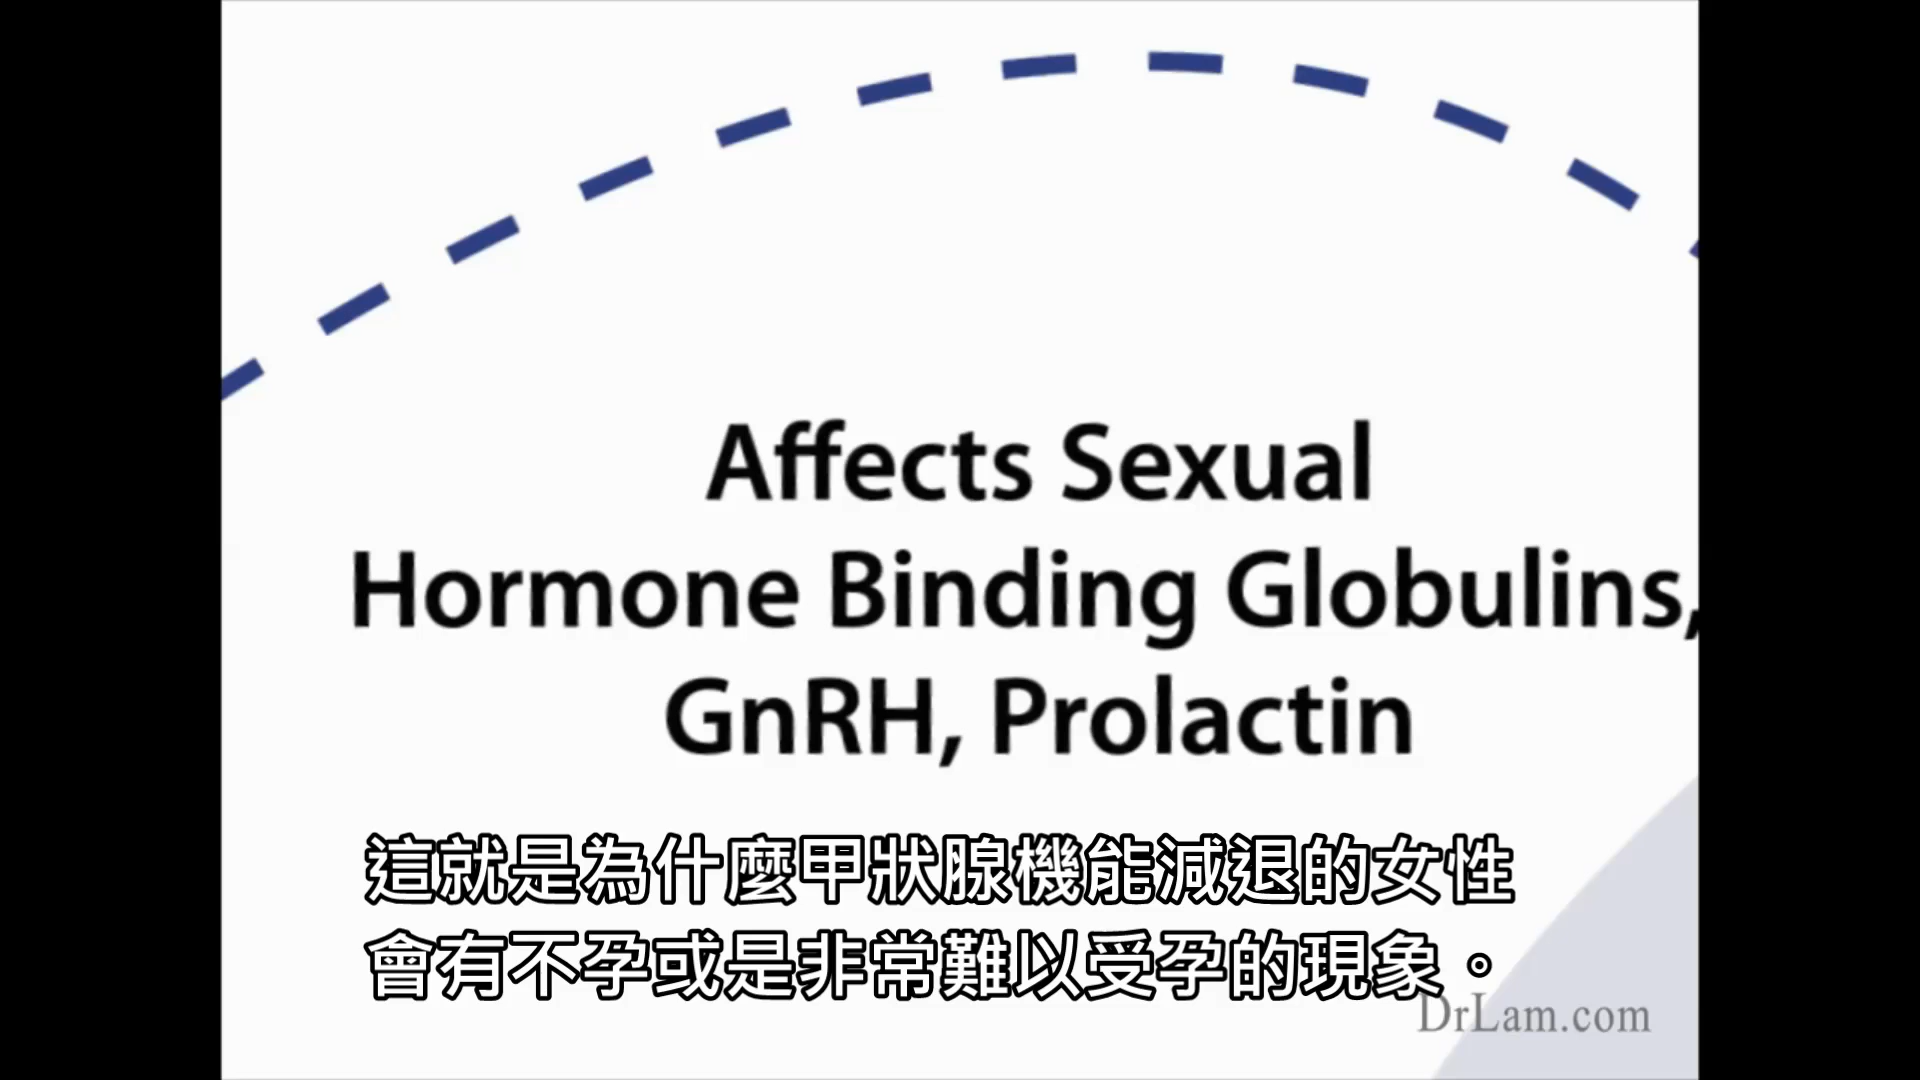 Affects Sexual
Hormone Binding Globulins,
GnRH, Prolactin
這就是為什麼甲狀腺機能減退的女性
會有不孕或是非常難以受孕的現象。
DrLam.com